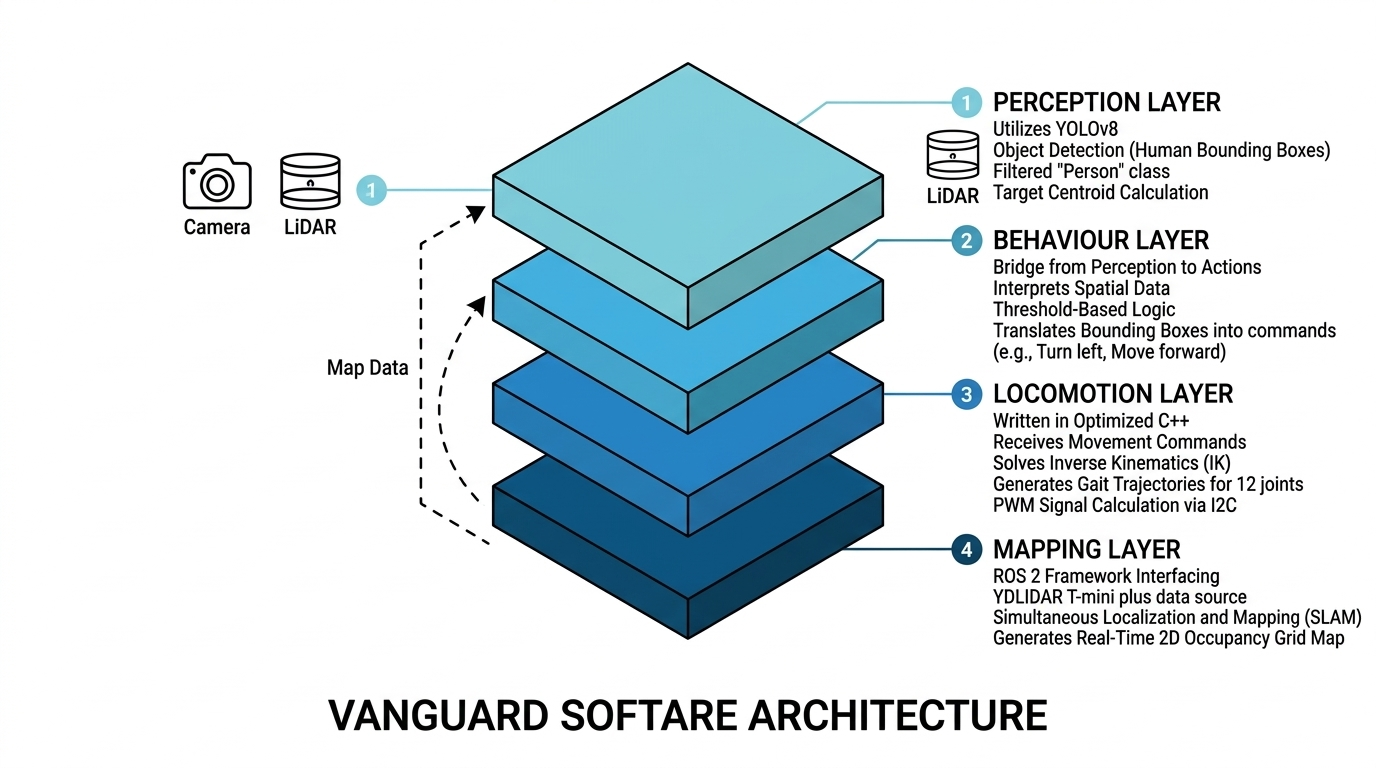 1 PERCEPTION LAYER
Utilizes YOLOv8
Object Detection (Human Bounding Boxes)
Filtered "Person" class
Target Centroid Calculation
LiDAR
Camera
LiDAR
1
2 BEHAVIOUR LAYER
Bridge from Perception to Actions
Interprets Spatial Data
Threshold-Based Logic
Translates Bounding Boxes into commands
(e.g., Turn left, Move forward)
Map Data
3 LOCOMOTION LAYER
Written in Optimized C++
Receives Movement Commands
Solves Inverse Kinematics (IK)
Generates Gait Trajectories for 12 joints
PWM Signal Calculation via I2C
4 MAPPING LAYER
ROS 2 Framework Interfacing
YDLIDAR T-mini plus data source
Simultaneous Localization and Mapping (SLAM)
Generates Real-Time 2D Occupancy Grid Map
VANGUARD SOFTARE ARCHITECTURE